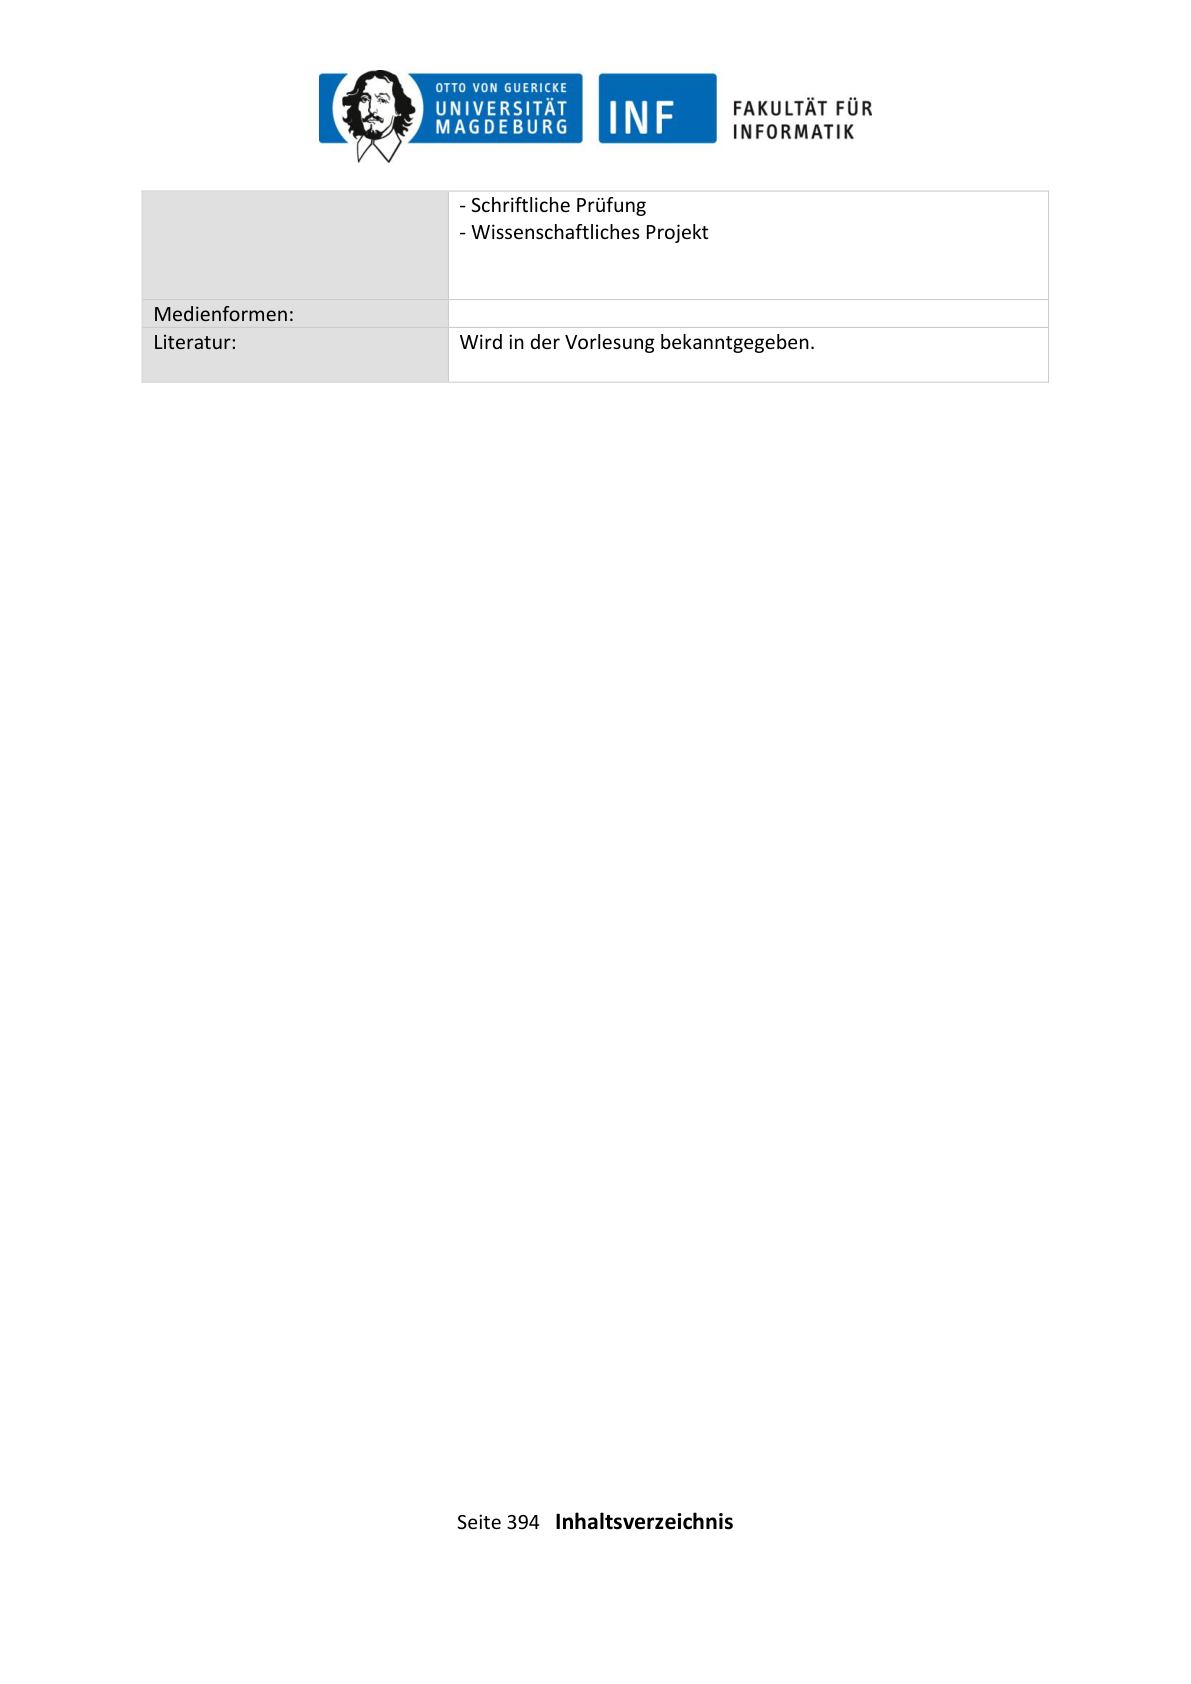 OTTO VON GUERICKE
UNIVERSITÄT
MAGDEBURG
INF
FAKULTÄT FÜR
INFORMATIK
- Schriftliche Prüfung
- Wissenschaftliches Projekt
Medienformen:
Literatur: Wird in der Vorlesung bekanntgegeben.
Seite 394 Inhaltsverzeichnis